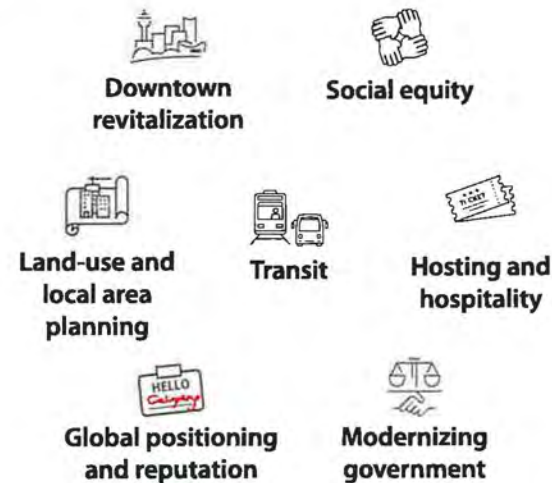 Downtown
revitalization
Social equity
TICKET
Land-use and
local area
planning
Transit
Hosting and
hospitality
HELLO
Calgary
Global positioning
and reputation
Modernizing
government